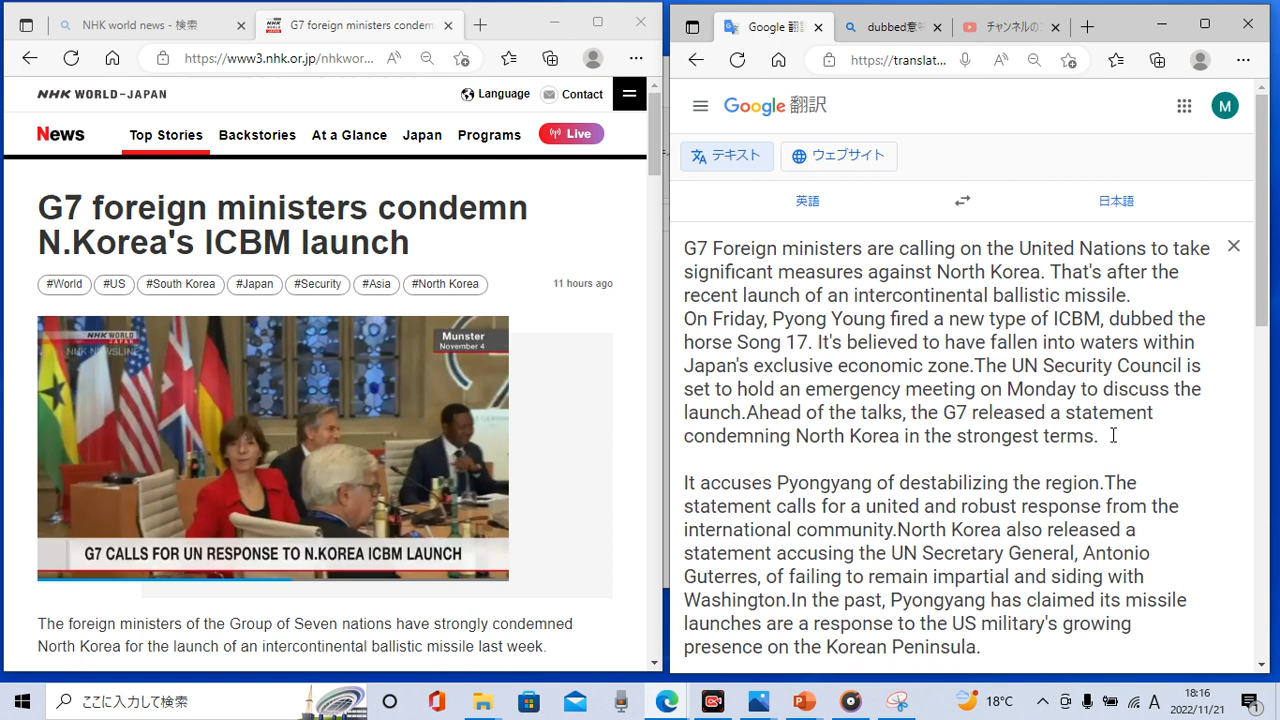 NHK world news - 検索
G7 foreign ministers condem
https://www3.nhk.or.jp/nhkwor...
NHK WORLD-JAPAN
Language
Contact
News
Top Stories
Backstories
At a Glance
Japan
Programs
Live
G7 foreign ministers condemn
N.Korea's ICBM launch
#World
#US
#South Korea
#Japan
#Security
#Asia
#North Korea
11 hours ago
NHK WORLD
NHK NEWSLINE
Munster
November 4
G7 CALLS FOR UN RESPONSE TO N.KOREA ICBM LAUNCH
The foreign ministers of the Group of Seven nations have strongly condemned
North Korea for the launch of an intercontinental ballistic missile last week.
Google 翻訳
dubbed意味
チャンネルのコ
https://translat...
Google 翻訳
M
テキスト
ウェブサイト
英語
日本語
G7 Foreign ministers are calling on the United Nations to take
significant measures against North Korea. That's after the
recent launch of an intercontinental ballistic missile.
On Friday, Pyong Young fired a new type of ICBM, dubbed the
horse Song 17. It's believed to have fallen into waters within
Japan's exclusive economic zone.The UN Security Council is
set to hold an emergency meeting on Monday to discuss the
launch.Ahead of the talks, the G7 released a statement
condemning North Korea in the strongest terms.
It accuses Pyongyang of destabilizing the region.The
statement calls for a united and robust response from the
international community.North Korea also released a
statement accusing the UN Secretary General, Antonio
Guterres, of failing to remain impartial and siding with
Washington.In the past, Pyongyang has claimed its missile
launches are a response to the US military's growing
presence on the Korean Peninsula.
ここに入力して検索
18°C
A
18:16
2022/11/21